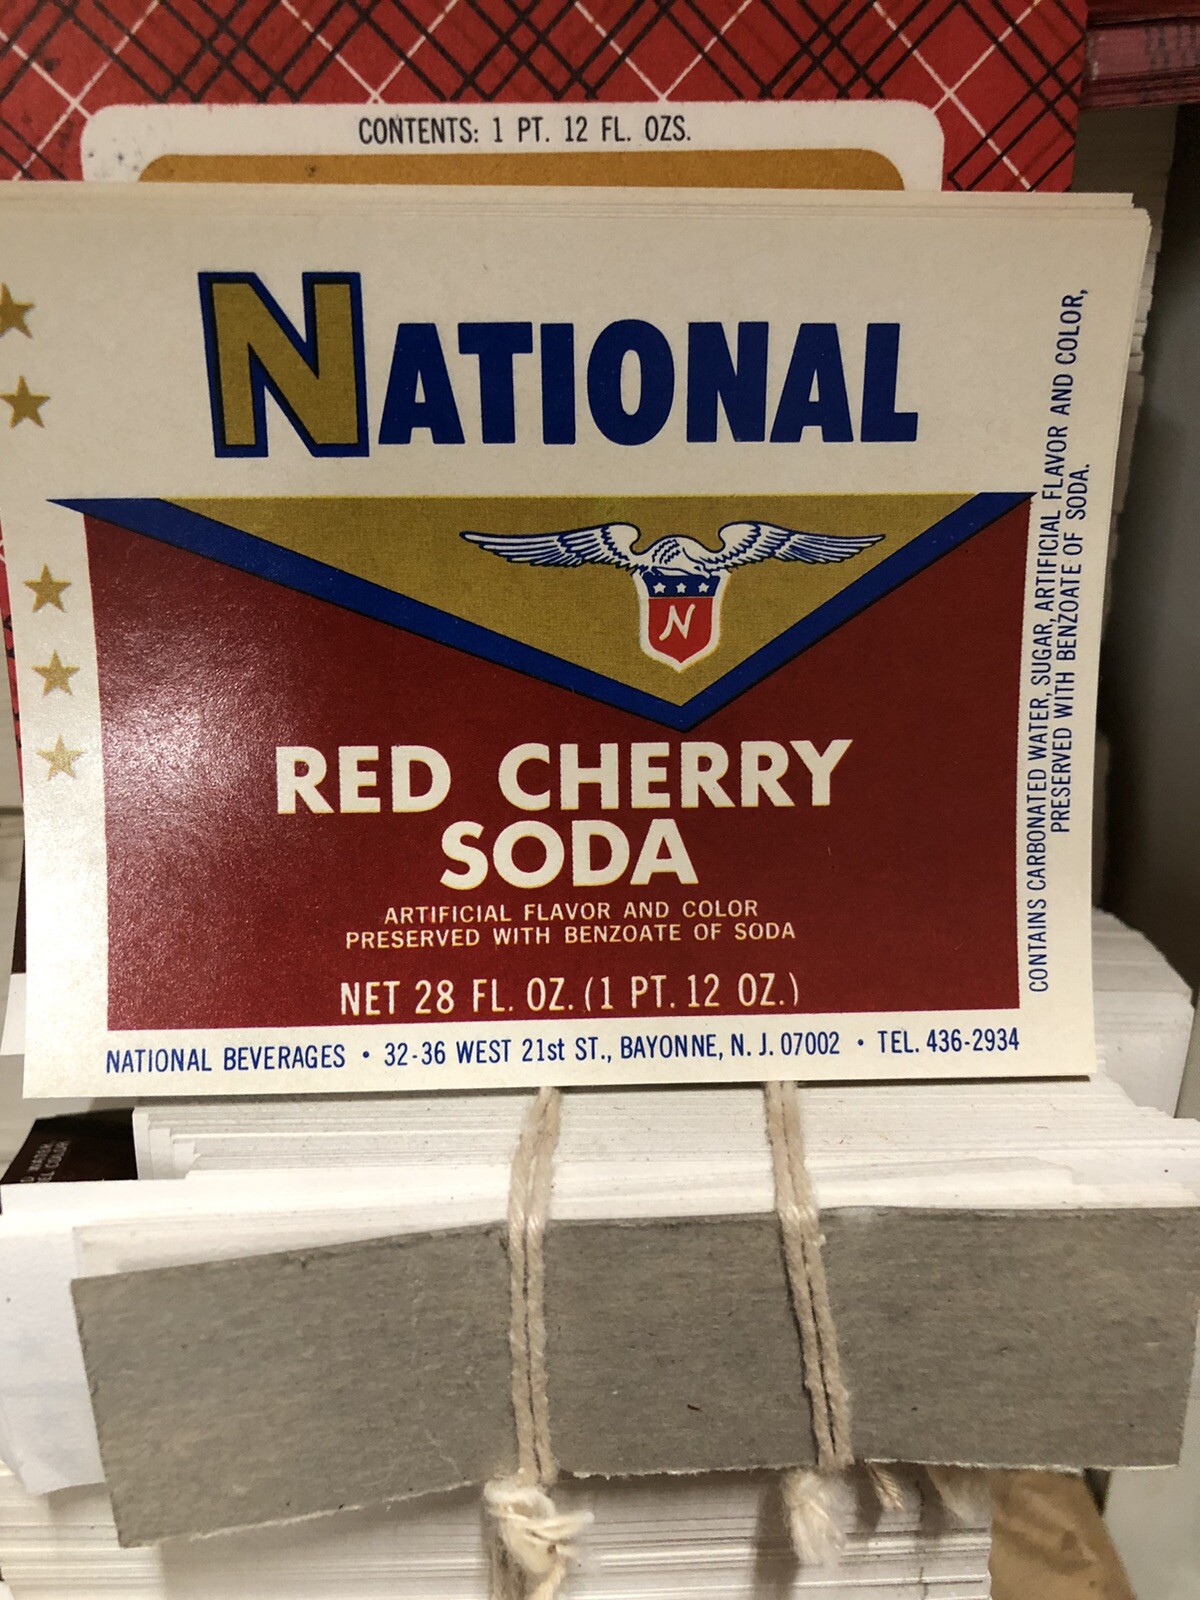 CONTENTS: 1 PT. 12 FL. OZS.
NATIONAL
N
RED CHERRY
SODA
ARTIFICIAL FLAVOR AND COLOR
PRESERVED WITH BENZOATE OF SODA
NET 28 FL. OZ. (1 PT. 12 OZ.)
NATIONAL BEVERAGES • 32-36 WEST 21st ST., BAYONNE, N. J. 07002 • TEL. 436-2934
CONTAINS CARBONATED WATER, SUGAR, ARTIFICIAL FLAVOR AND COLOR,
PRESERVED WITH BENZOATE OF SODA.
WATER
COLOR